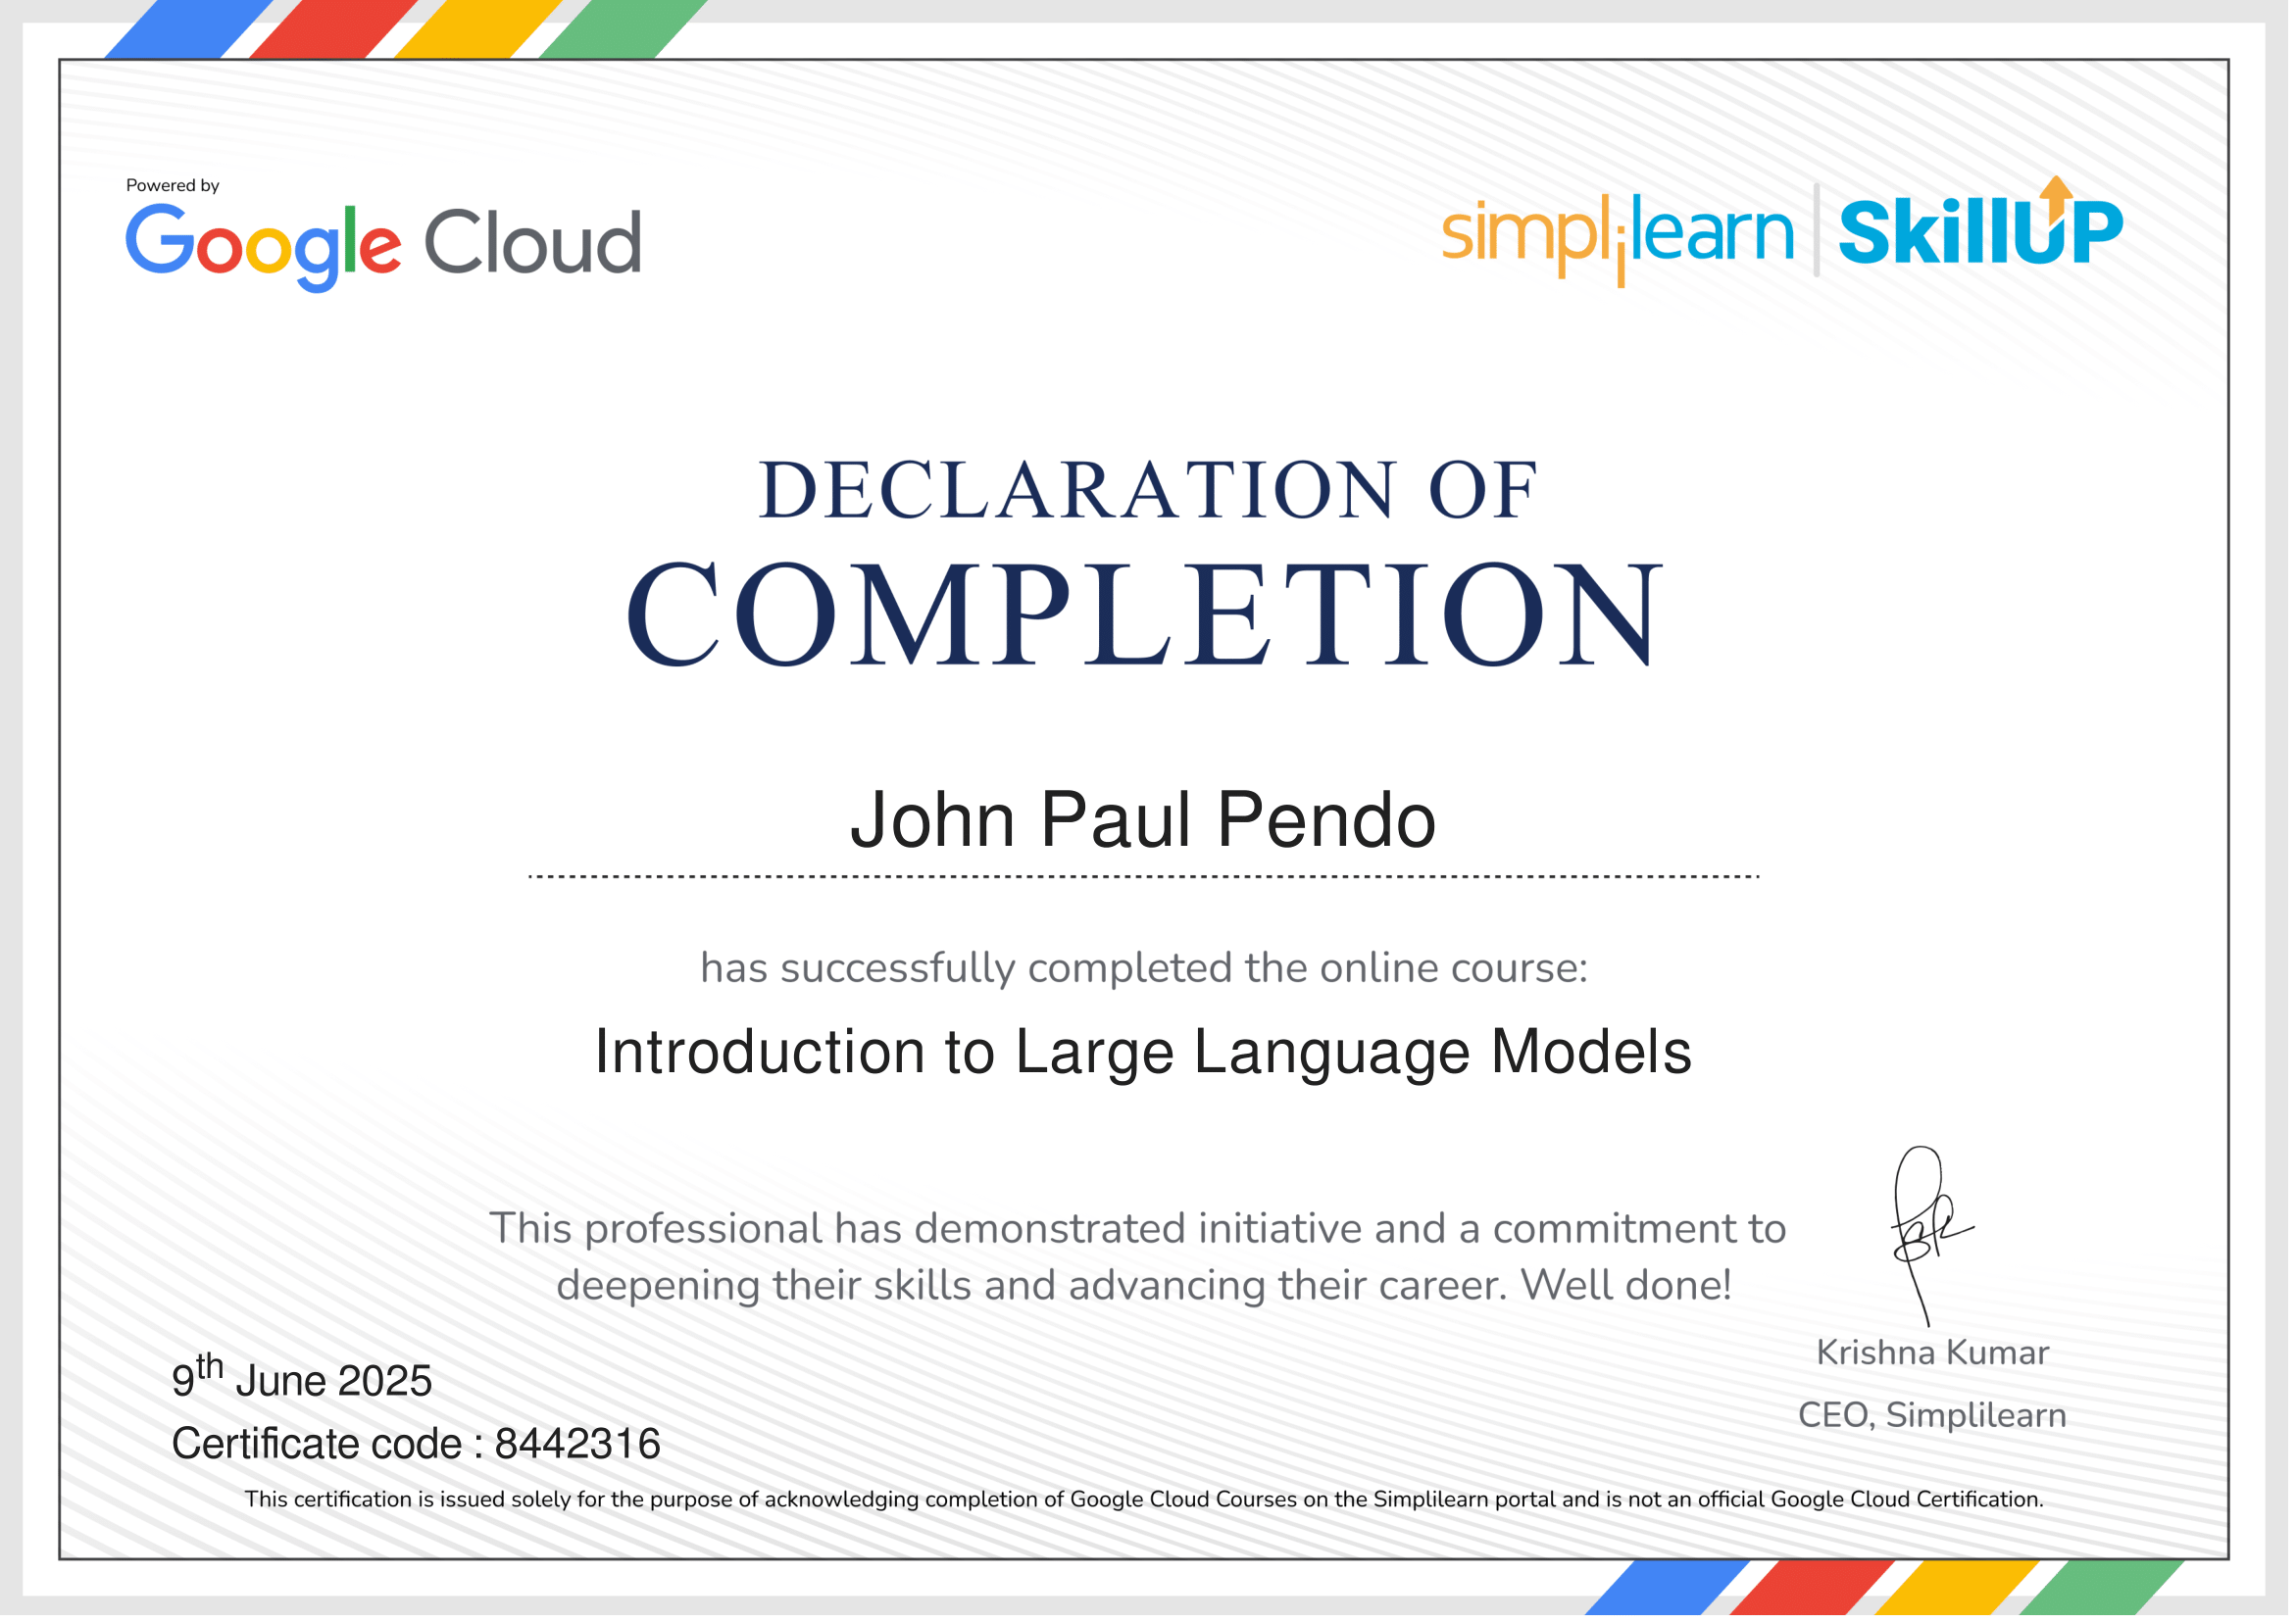 Powered by
Google Cloud
simplilearn | SkillUP
DECLARATION OF
COMPLETION
John Paul Pendo
has successfully completed the online course:
Introduction to Large Language Models
This professional has demonstrated initiative and a commitment to
deepening their skills and advancing their career. Well done!
Krishna Kumar
CEO, Simplilearn
9th June 2025
Certificate code : 8442316
This certification is issued solely for the purpose of acknowledging completion of Google Cloud Courses on the Simplilearn portal and is not an official Google Cloud Certification.